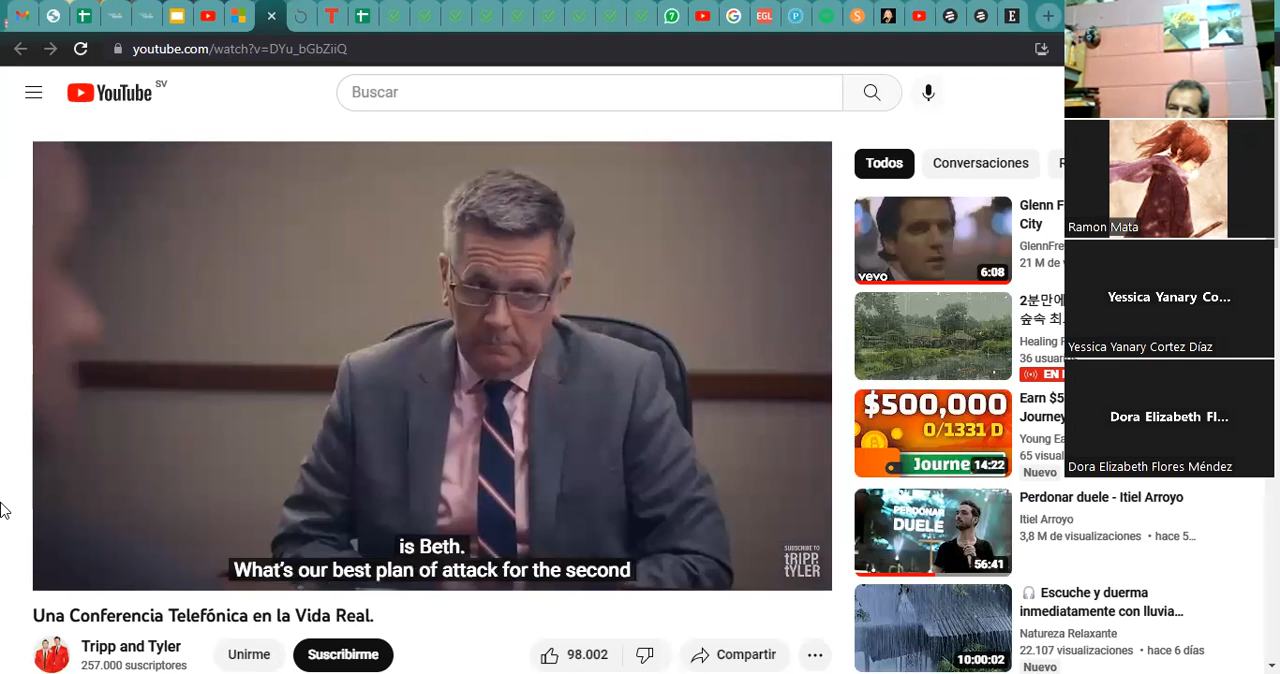 EGL
youtube.com/watch?v=DYu_bGbZiiQ
YouTube SV
Buscar
is Beth.
What's our best plan of attack for the second
SUBSCRIBE TO
TRIPP AND
TYLER
Una Conferencia Telefónica en la Vida Real.
Tripp and Tyler
257.000 suscriptores
Unirme
Suscribirme
98.002
Compartir
Todos
Conversaciones
vevo
6:08
Glenn F
City
GlennFre
21 M de
2분만에
숲속 최
Healing F
36 usuar
EN
$500,000
0/1331 D
Journe
14:22
Earn $5
Journey
Young Ea
65 visual
Nuevo
PERDONAR
DUELE
56:41
Perdonar duele - Itiel Arroyo
Itiel Arroyo
3,8 M de visualizaciones • hace 5...
10:00:02
Escuche y duerma
inmediatamente con lluvia...
Natureza Relaxante
22.107 visualizaciones • hace 6 días
Nuevo
Ramon Mata
Yessica Yanary Co...
Yessica Yanary Cortez Díaz
Dora Elizabeth Fl...
Dora Elizabeth Flores Méndez